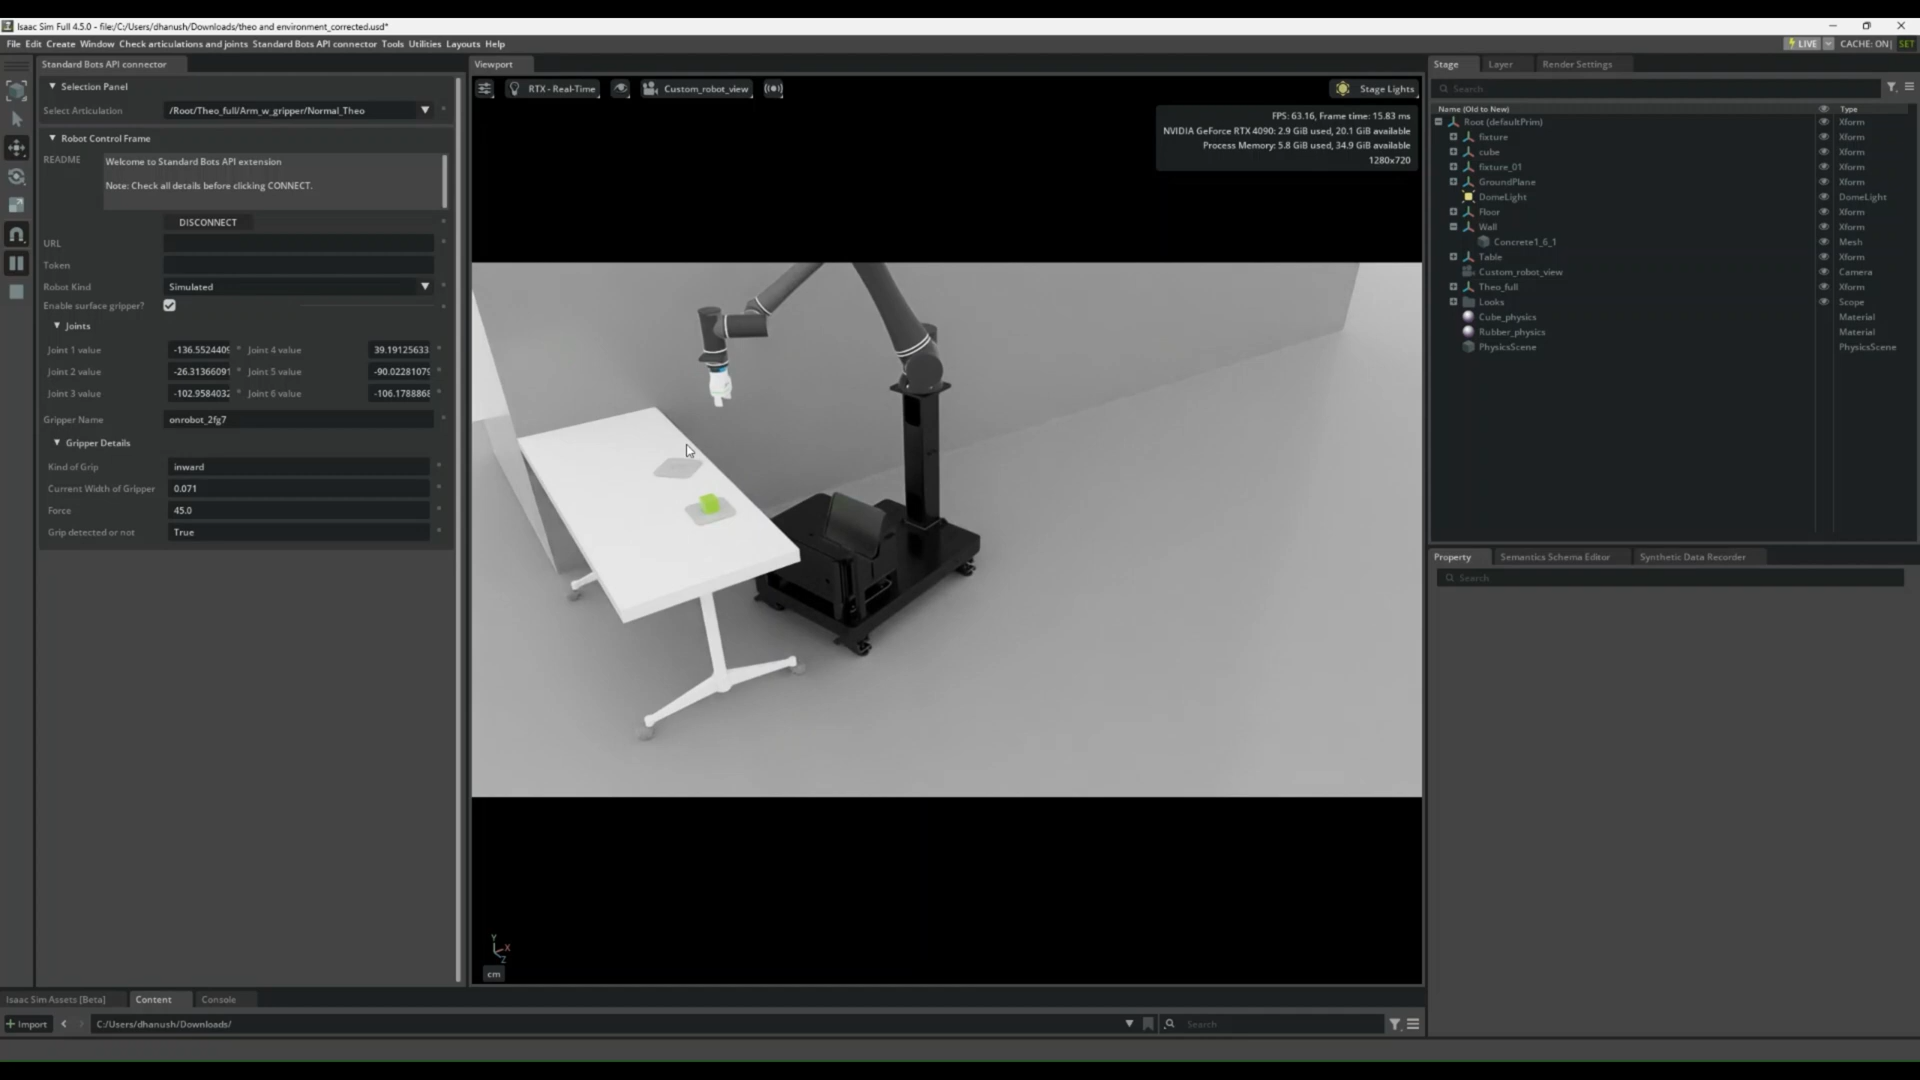 Isaac Sim Full 4.5.0 - file:/C:/Users/dhanush/Downloads/theo and environment_corrected.usd*
File Edit Create Window Check articulations and joints Standard Bots API connector Tools Utilities Layouts Help
LIVE CACHE: ON| SET
Standard Bots API connector
Selection Panel
Select Articulation /Root/Theo_full/Arm_w_gripper/Normal_Theo
Robot Control Frame
README Welcome to Standard Bots API extension
Note: Check all details before clicking CONNECT.
DISCONNECT
URL
Token
Robot Kind Simulated
Enable surface gripper?
Joints
Joint 1 value -136.5524409 Joint 4 value 39.19125633
Joint 2 value -26.31366091 Joint 5 value -90.02281079
Joint 3 value -102.9584032 Joint 6 value -106.1788868
Gripper Name onrobot_2fg7
Gripper Details
Kind of Grip inward
Current Width of Gripper 0.071
Force 45.0
Grip detected or not True
Viewport
RTX - Real-Time Custom_robot_view Stage Lights
FPS: 63.16, Frame time: 15.83 ms
NVIDIA GeForce RTX 4090: 2.9 GiB used, 20.1 GiB available
Process Memory: 5.8 GiB used, 34.9 GiB available
1280x720
Y
X
Z
cm
Stage Layer Render Settings
Search
Name (Old to New) Type
Root (defaultPrim) Xform
fixture Xform
cube Xform
fixture_01 Xform
GroundPlane Xform
DomeLight DomeLight
Floor Xform
Wall Xform
Concrete1_6_1 Mesh
Table Xform
Custom_robot_view Camera
Theo_full Xform
Looks Scope
Cube_physics Material
Rubber_physics Material
PhysicsScene PhysicsScene
Property Semantics Schema Editor Synthetic Data Recorder
Search
Isaac Sim Assets [Beta] Content Console
+ Import C:/Users/dhanush/Downloads/ Search